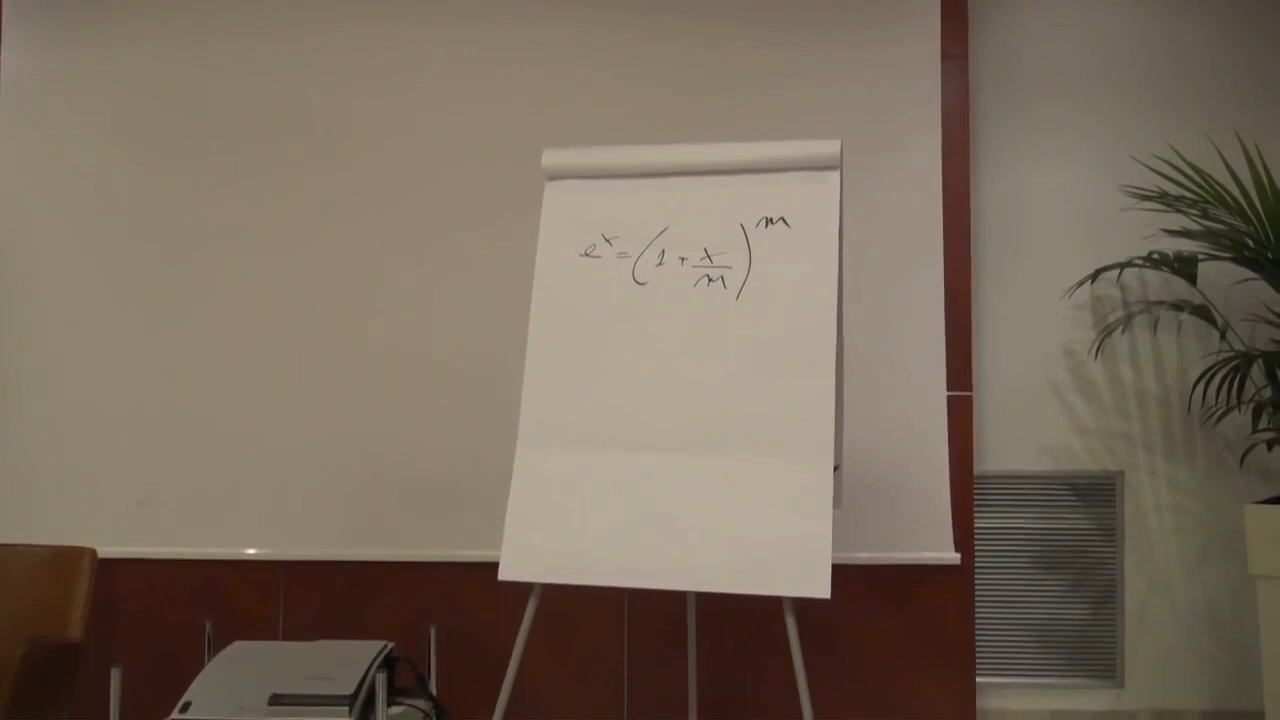 e^x = (1 + x/m)^m